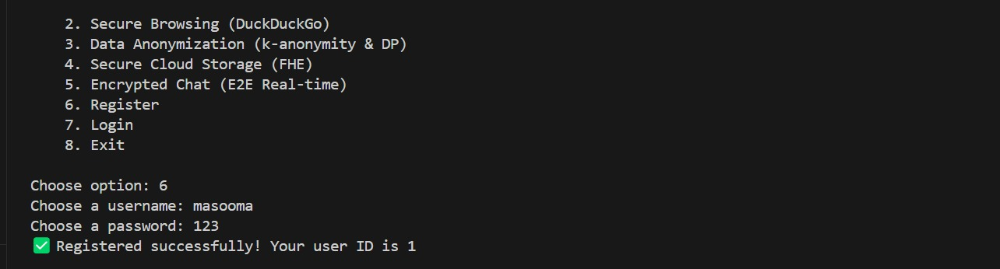 2. Secure Browsing (DuckDuckGo)
3. Data Anonymization (k-anonymity & DP)
4. Secure Cloud Storage (FHE)
5. Encrypted Chat (E2E Real-time)
6. Register
7. Login
8. Exit
Choose option: 6
Choose a username: masooma
Choose a password: 123
✅ Registered successfully! Your user ID is 1